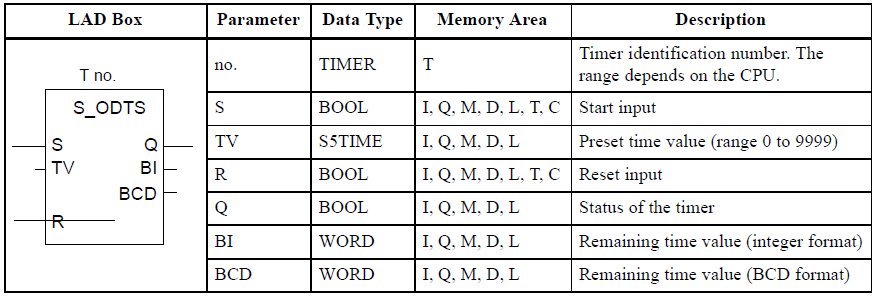 LAD Box Parameter Data Type Memory Area Description
T no.
S_ODTS
S Q
TV BI
BCD
R
no. TIMER T Timer identification number. The
range depends on the CPU.
S BOOL I, Q, M, D, L, T, C Start input
TV S5TIME I, Q, M, D, L Preset time value (range 0 to 9999)
R BOOL I, Q, M, D, L, T, C Reset input
Q BOOL I, Q, M, D, L Status of the timer
BI WORD I, Q, M, D, L Remaining time value (integer format)
BCD WORD I, Q, M, D, L Remaining time value (BCD format)